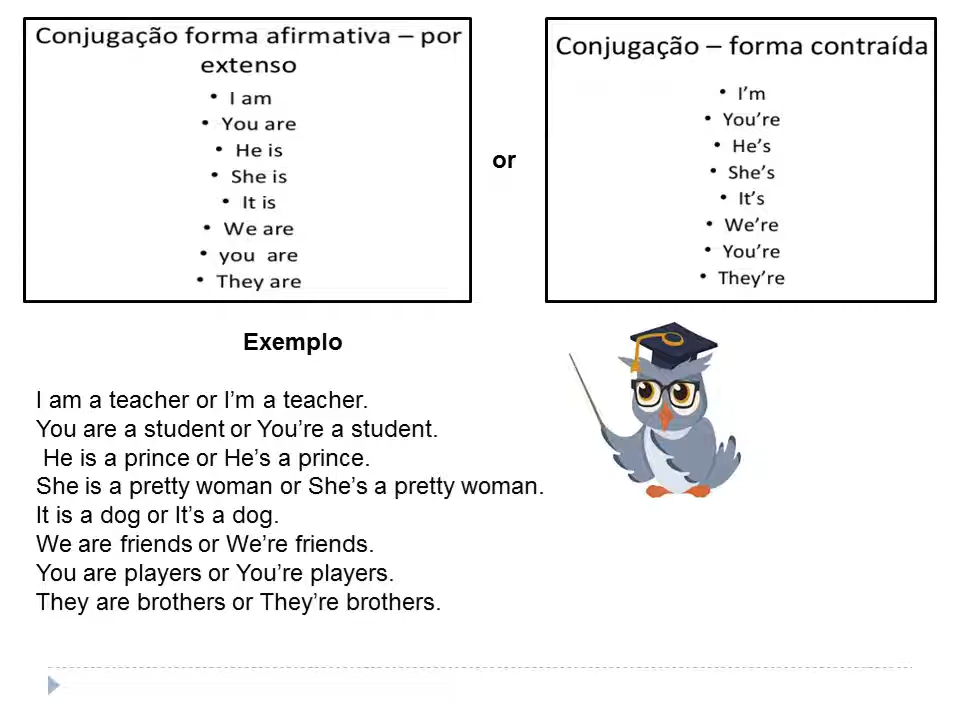 Conjugação forma afirmativa – por
extenso
• I am
• You are
• He is
• She is
• It is
• We are
• you are
• They are
or
Conjugação – forma contraída
• I’m
• You’re
• He’s
• She’s
• It’s
• We’re
• You’re
• They’re
Exemplo
I am a teacher or I’m a teacher.
You are a student or You’re a student.
He is a prince or He’s a prince.
She is a pretty woman or She’s a pretty woman.
It is a dog or It’s a dog.
We are friends or We’re friends.
You are players or You’re players.
They are brothers or They’re brothers.